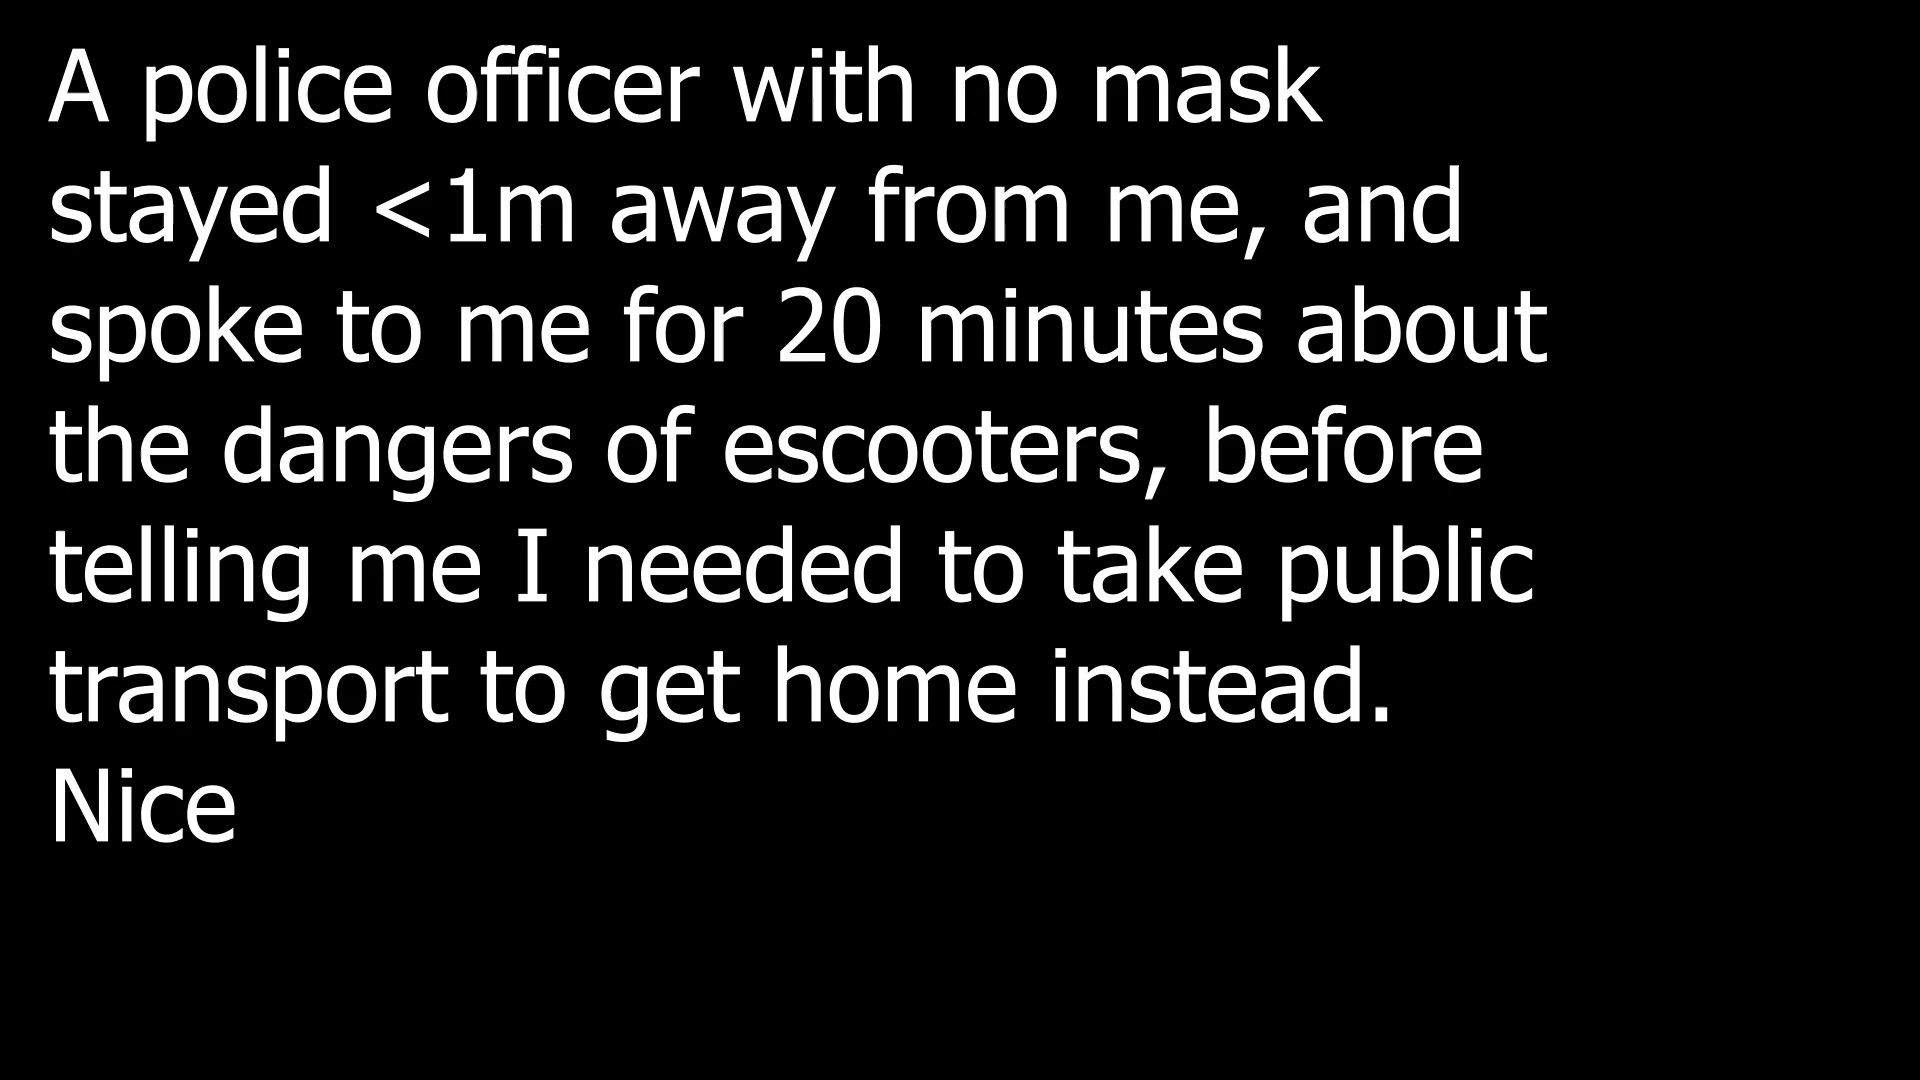 A police officer with no mask
stayed <1m away from me, and
spoke to me for 20 minutes about
the dangers of escooters, before
telling me I needed to take public
transport to get home instead.
Nice